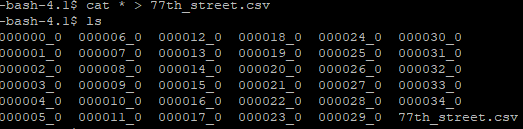 -bash-4.1$ cat * > 77th_street.csv
-bash-4.1$ ls
000000_0 000006_0 000012_0 000018_0 000024_0 000030_0
000001_0 000007_0 000013_0 000019_0 000025_0 000031_0
000002_0 000008_0 000014_0 000020_0 000026_0 000032_0
000003_0 000009_0 000015_0 000021_0 000027_0 000033_0
000004_0 000010_0 000016_0 000022_0 000028_0 000034_0
000005_0 000011_0 000017_0 000023_0 000029_0 77th_street.csv